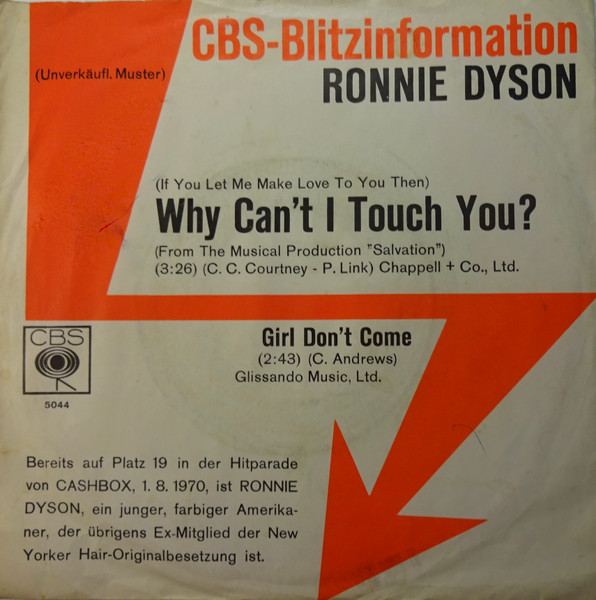 CBS-Blitzinformation
(Unverkäufl. Muster)
RONNIE DYSON
(If You Let Me Make Love To You Then)
Why Can't I Touch You?
(From The Musical Production "Salvation")
(3:26) (C. C. Courtney - P. Link) Chappell + Co., Ltd.
CBS
5044
Girl Don't Come
(2:43) (C. Andrews)
Glissando Music, Ltd.
Bereits auf Platz 19 in der Hitparade
von CASHBOX, 1. 8. 1970, ist RONNIE
DYSON, ein junger, farbiger Amerika-
ner, der übrigens Ex-Mitglied der New
Yorker Hair-Originalbesetzung ist.